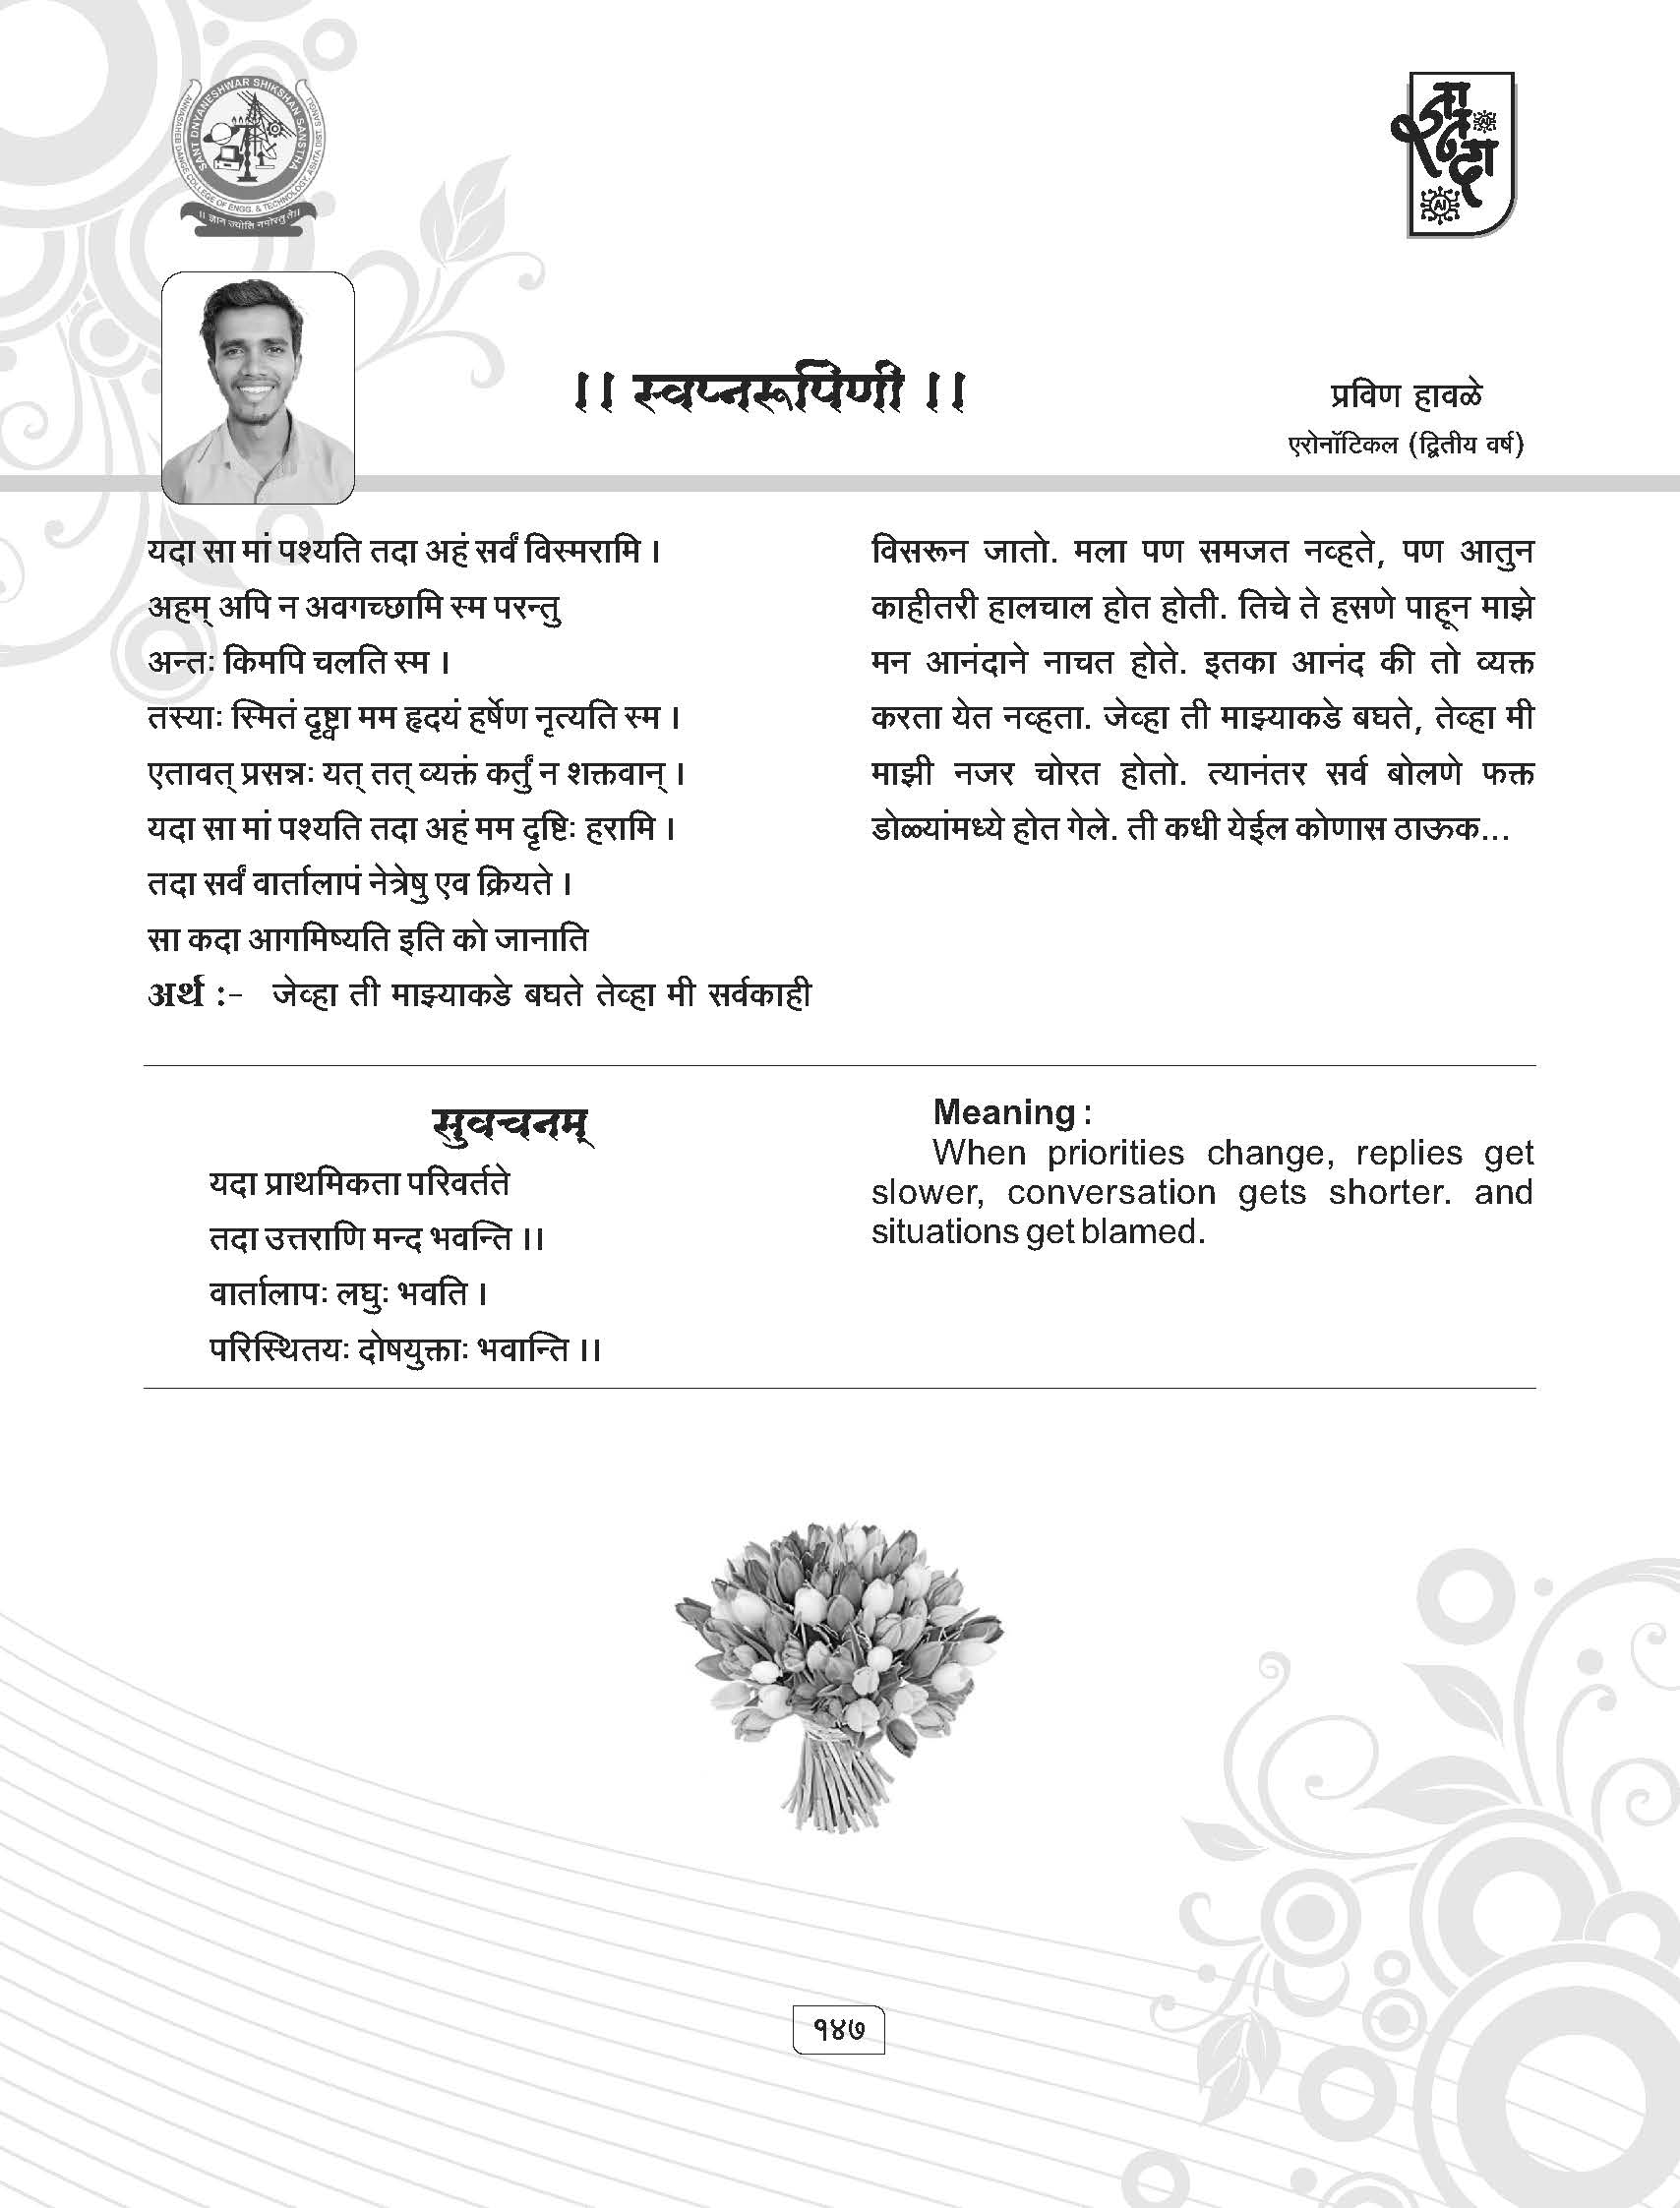 SANT DNYANESHWAR SHIKSHAN SANSTHA
ANNASAHEB DANGE COLLEGE OF ENGG. & TECHNOLOGY, ASHTA DIST. SANGLI
AI
AI
।। स्वप्नरूपिणी ।।
प्रविण हावळे
एरोनॉटिकल (द्वितीय वर्ष)
यदा सा मां पश्यति तदा अहं सर्वं विस्मरामि ।
अहम् अपि न अवगच्छामि स्म परन्तु
अन्तः किमपि चलति स्म ।
तस्याः स्मितं दृष्ट्वा मम हृदयं हर्षेण नृत्यति स्म ।
एतावत् प्रसन्नः यत् तत् व्यक्तं कर्तुं न शक्तवान् ।
यदा सा मां पश्यति तदा अहं मम दृष्टिः हरामि ।
तदा सर्वं वार्तालापं नेत्रेषु एव क्रियते ।
सा कदा आगमिष्यति इति को जानाति
अर्थ :- जेव्हा ती माझ्याकडे बघते तेव्हा मी सर्वकाही
विसरून जातो. मला पण समजत नव्हते, पण आतुन
काहीतरी हालचाल होत होती. तिचे ते हसणे पाहून माझे
मन आनंदाने नाचत होते. इतका आनंद की तो व्यक्त
करता येत नव्हता. जेव्हा ती माझ्याकडे बघते, तेव्हा मी
माझी नजर चोरत होतो. त्यानंतर सर्व बोलणे फक्त
डोळ्यांमध्ये होत गेले. ती कधी येईल कोणास ठाऊक...
सुवचनम्
यदा प्राथमिकता परिवर्तते
तदा उत्तराणि मन्द भवन्ति ।।
वार्तालापः लघुः भवति ।
परिस्थितयः दोषयुक्ताः भवान्ति ।।
Meaning :
When priorities change, replies get
slower, conversation gets shorter. and
situations get blamed.
१४७